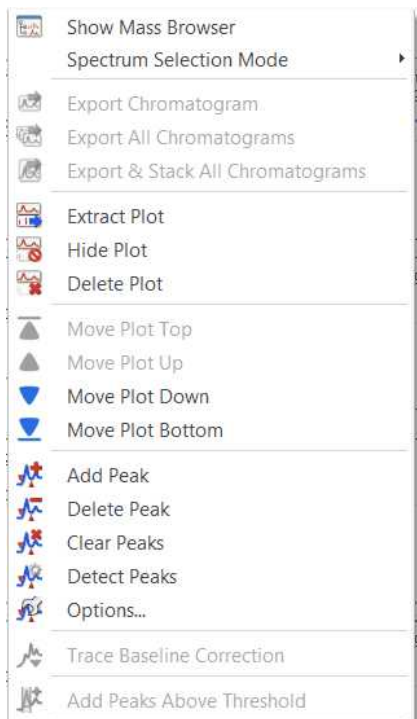 Show Mass Browser
Spectrum Selection Mode
Export Chromatogram
Export All Chromatograms
Export & Stack All Chromatograms
Extract Plot
Hide Plot
Delete Plot
Move Plot Top
Move Plot Up
Move Plot Down
Move Plot Bottom
Add Peak
Delete Peak
Clear Peaks
Detect Peaks
Options...
Trace Baseline Correction
Add Peaks Above Threshold